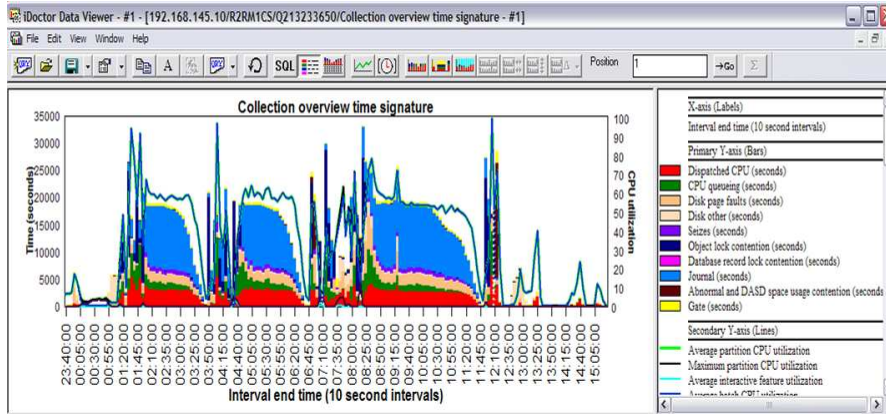 iDoctor Data Viewer - #1 - [192.168.145.10/R2RM1CS/Q213233650/Collection overview time signature - #1]
File Edit View Window Help
SQL
Position
1
Go
Collection overview time signature
35000
30000
25000
20000
15000
10000
5000
0
Time (seconds)
100
90
80
70
60
50
40
30
20
10
0
CPU utilization
23:40:00
00:05:00
00:30:00
00:55:00
01:20:00
01:45:00
02:10:00
02:35:00
03:00:00
03:25:00
03:50:00
04:15:00
04:40:00
05:05:00
05:30:00
05:55:00
06:20:00
06:45:00
07:10:00
07:35:00
08:00:00
08:25:00
08:50:00
09:15:00
09:40:00
10:05:00
10:30:00
10:55:00
11:20:00
11:45:00
12:10:00
12:35:00
13:00:00
13:25:00
13:50:00
14:15:00
14:40:00
15:05:00
Interval end time (10 second intervals)
X-axis (Labels)
Interval end time (10 second intervals)
Primary Y-axis (Bars)
Dispatched CPU (seconds)
CPU queueing (seconds)
Disk page faults (seconds)
Disk other (seconds)
Seizes (seconds)
Object lock contention (seconds)
Database record lock contention (seconds)
Journal (seconds)
Abnormal and DASD space usage contention (seconds
Gate (seconds)
Secondary Y-axis (Lines)
Average partition CPU utilization
Maximum partition CPU utilization
Average interactive feature utilization
Average batch CPU utilization